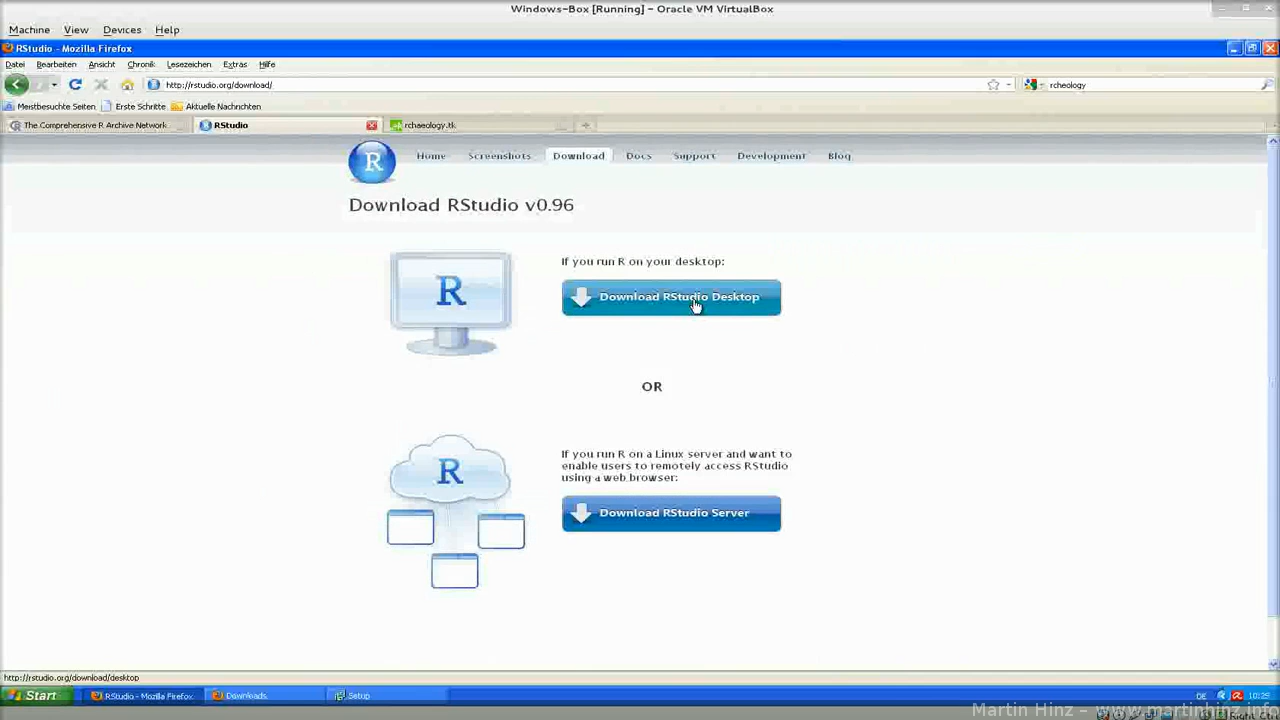 Windows-Box [Running] - Oracle VM VirtualBox
Machine View Devices Help
RStudio - Mozilla Firefox
Datei Bearbeiten Ansicht Chronik Lesezeichen Extras Hilfe
http://rstudio.org/download/
rcheology
Meistbesuchte Seiten Erste Schritte Aktuelle Nachrichten
The Comprehensive R Archive Network RStudio rchaeology.tk
R Home Screenshots Download Docs Support Development Blog
Download RStudio v0.96
If you run R on your desktop:
R
Download RStudio Desktop
OR
If you run R on a Linux server and want to
enable users to remotely access RStudio
using a web browser:
R
Download RStudio Server
http://rstudio.org/download/desktop
Start RStudio - Mozilla Firefox Downloads Setup DE 10:25
Martin Hinz - www.martinhinz.info